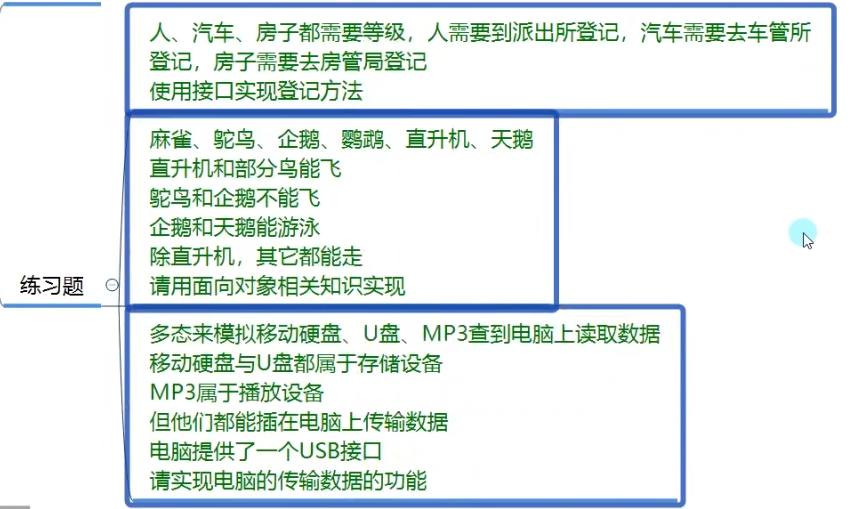 人、汽车、房子都需要等级，人需要到派出所登记，汽车需要去车管所
登记，房子需要去房管局登记
使用接口实现登记方法
麻雀、鸵鸟、企鹅、鹦鹉、直升机、天鹅
直升机和部分鸟能飞
鸵鸟和企鹅不能飞
企鹅和天鹅能游泳
除直升机，其它都能走
请用面向对象相关知识实现
练习题
多态来模拟移动硬盘、U盘、MP3查到电脑上读取数据
移动硬盘与U盘都属于存储设备
MP3属于播放设备
但他们都能插在电脑上传输数据
电脑提供了一个USB接口
请实现电脑的传输数据的功能